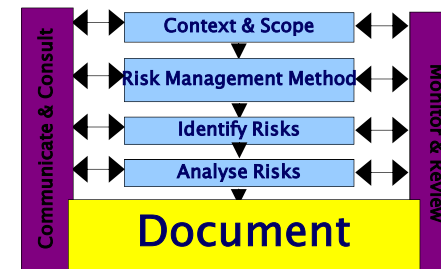 Communicate & Consult
Context & Scope
Risk Management Method
Identify Risks
Analyse Risks
Monitor & Review
Document